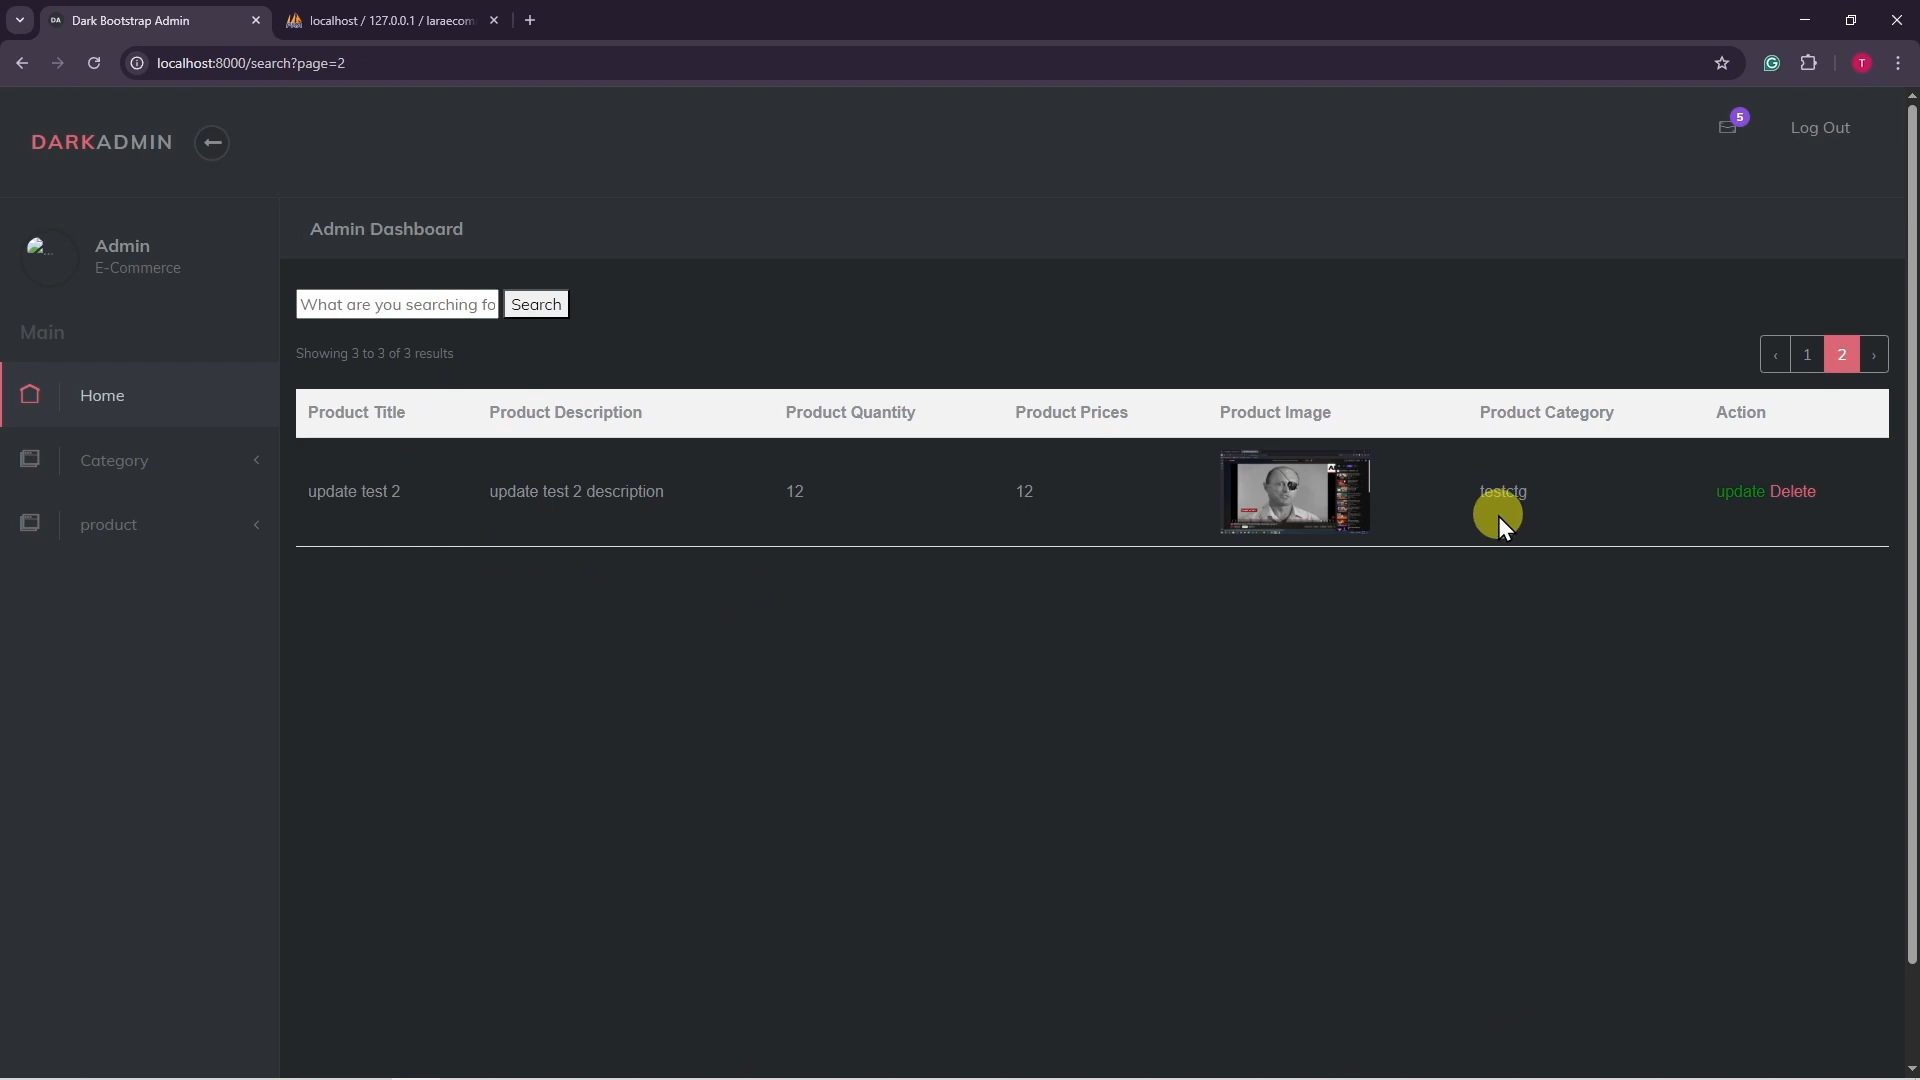 DA Dark Bootstrap Admin
localhost / 127.0.0.1 / laraecom
localhost:8000/search?page=2
T
DARKADMIN
5
Log Out
Admin
E-Commerce
Admin Dashboard
What are you searching fo
Search
Main
Showing 3 to 3 of 3 results
‹ 1 2 ›
Home
Product Title Product Description Product Quantity Product Prices Product Image Product Category Action
Category
update test 2 update test 2 description 12 12 testctg update Delete
product